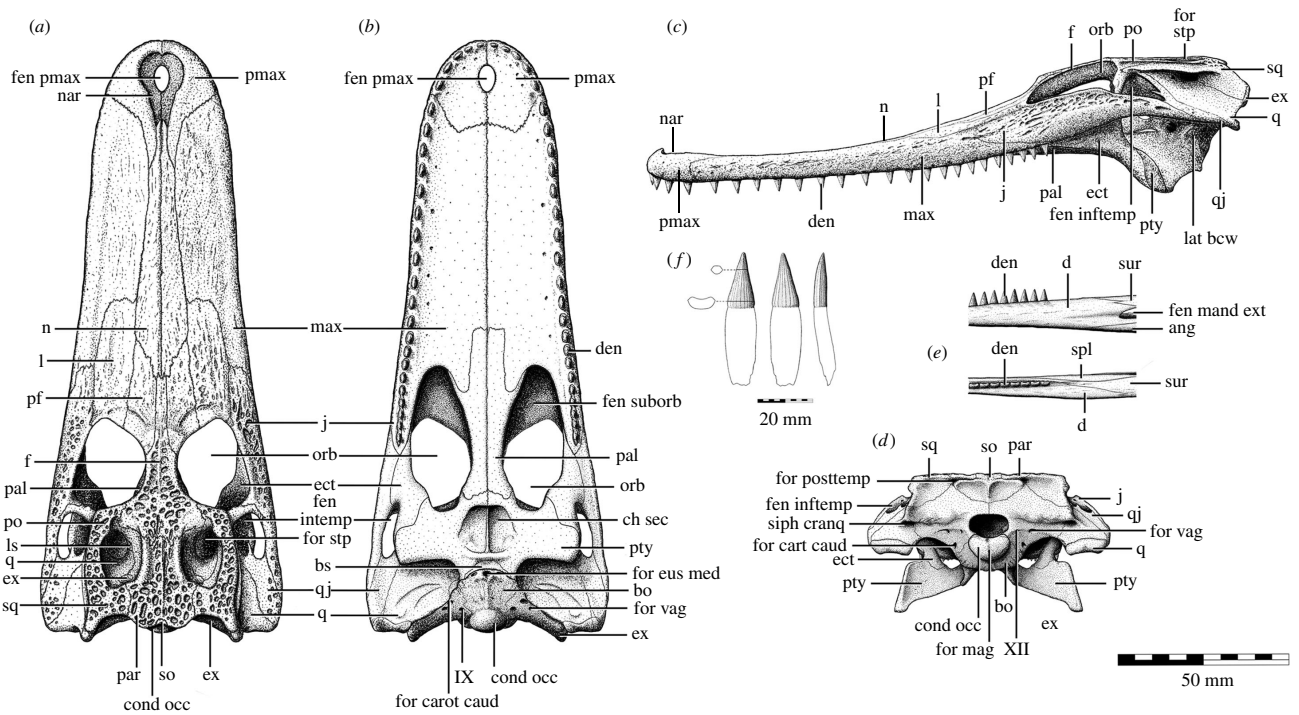 (a)
fen pmax
nar
pmax
n
l
pf
f
pal
po
ls
q
ex
sq
par
so
ex
cond occ
max
j
orb
ect
fen
intemp
for stp
qj
q
(b)
fen pmax
pmax
den
fen suborb
pal
orb
ch sec
pty
bs
for eus med
bo
for vag
ex
IX
cond occ
for carot caud
(c)
for
stp
f
orb
po
sq
ex
q
pf
l
n
nar
pmax
den
max
j
pal
ect
fen inftemp
pty
lat bcw
qj
(f)
20 mm
den
d
sur
fen mand ext
ang
(e)
den
spl
sur
d
(d)
sq
so
par
for posttemp
fen inftemp
siph cranq
for cart caud
ect
pty
j
qj
for vag
q
pty
bo
ex
cond occ
for mag
XII
50 mm